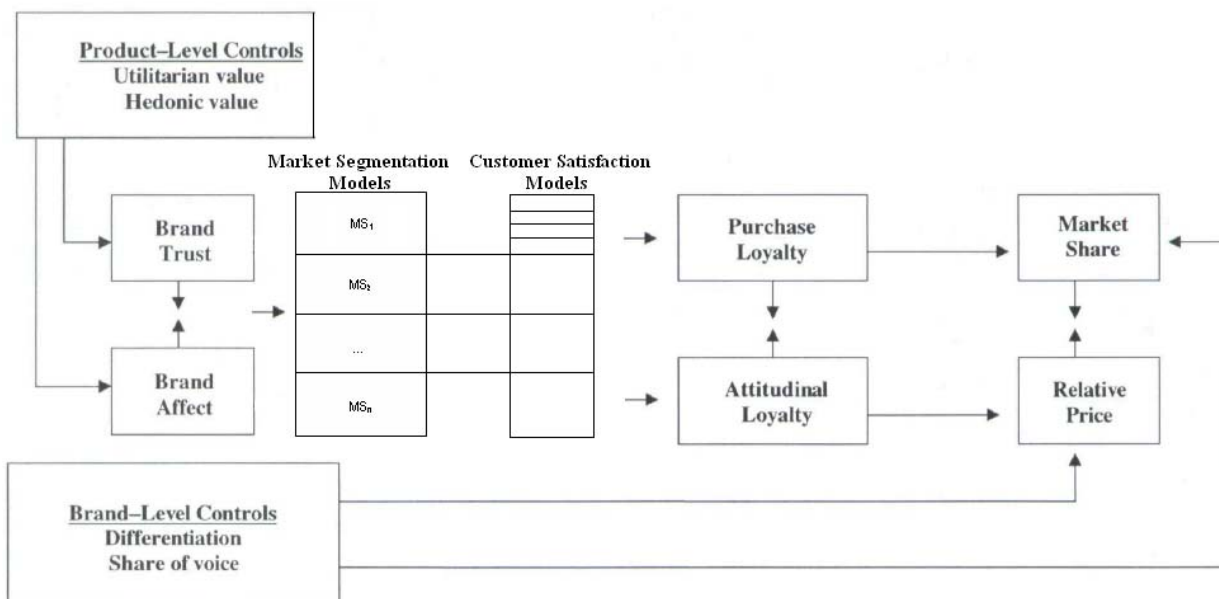 Product–Level Controls
Utilitarian value
Hedonic value
Market Segmentation
Models
Customer Satisfaction
Models
MS₁
MS₂
...
MSₙ
Brand
Trust
Brand
Affect
Purchase
Loyalty
Attitudinal
Loyalty
Market
Share
Relative
Price
Brand–Level Controls
Differentiation
Share of voice